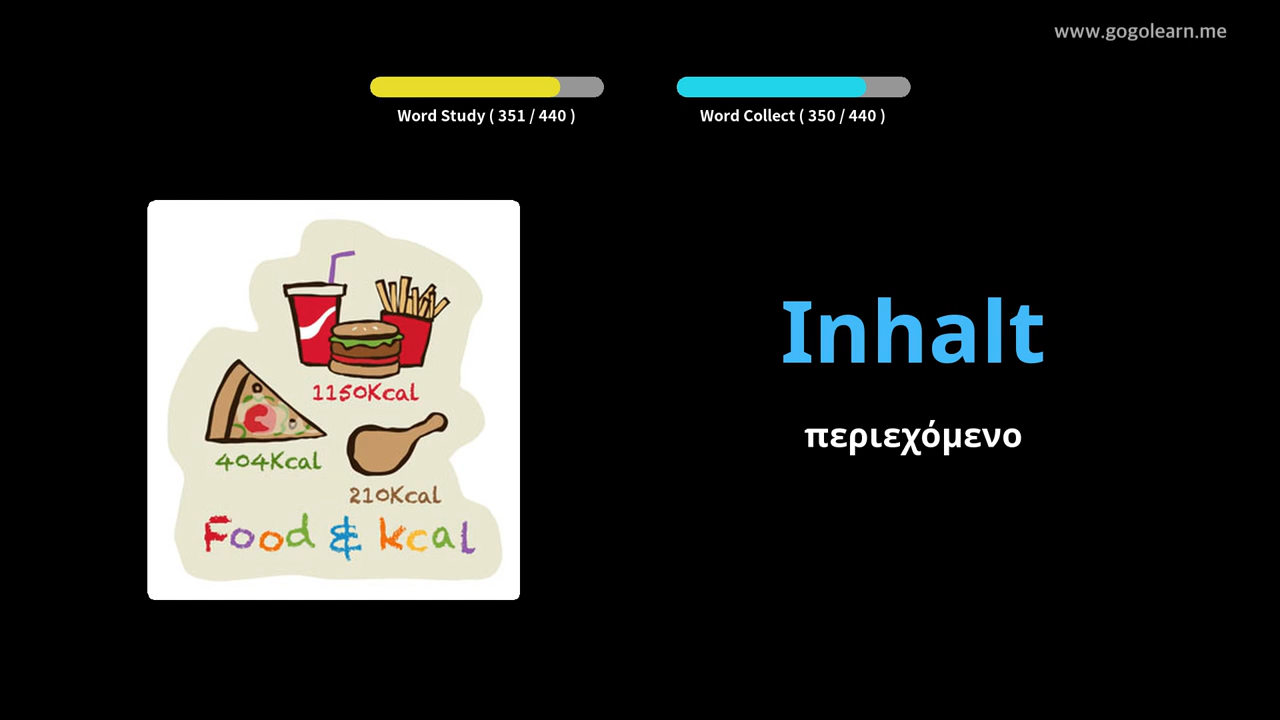 www.gogolearn.me
Word Study ( 351 / 440 )
Word Collect ( 350 / 440 )
1150Kcal
404Kcal
210Kcal
Food & kcal
Inhalt
περιεχόμενο